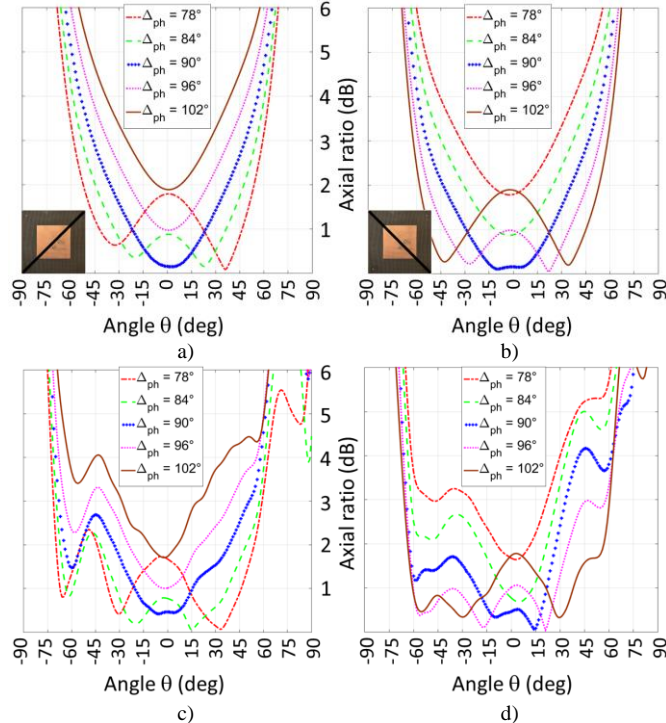 6
5
4
3
2
1
Axial ratio (dB)
Δph = 78°
Δph = 84°
Δph = 90°
Δph = 96°
Δph = 102°
-90
-75
-60
-45
-30
-15
0
15
30
45
60
75
90
Angle θ (deg)
a)
Δph = 78°
Δph = 84°
Δph = 90°
Δph = 96°
Δph = 102°
-90
-75
-60
-45
-30
-15
0
15
30
45
60
75
90
Angle θ (deg)
b)
6
5
4
3
2
1
Axial ratio (dB)
Δph = 78°
Δph = 84°
Δph = 90°
Δph = 96°
Δph = 102°
-90
-75
-60
-45
-30
-15
0
15
30
45
60
75
90
Angle θ (deg)
c)
Δph = 78°
Δph = 84°
Δph = 90°
Δph = 96°
Δph = 102°
-90
-75
-60
-45
-30
-15
0
15
30
45
60
75
90
Angle θ (deg)
d)